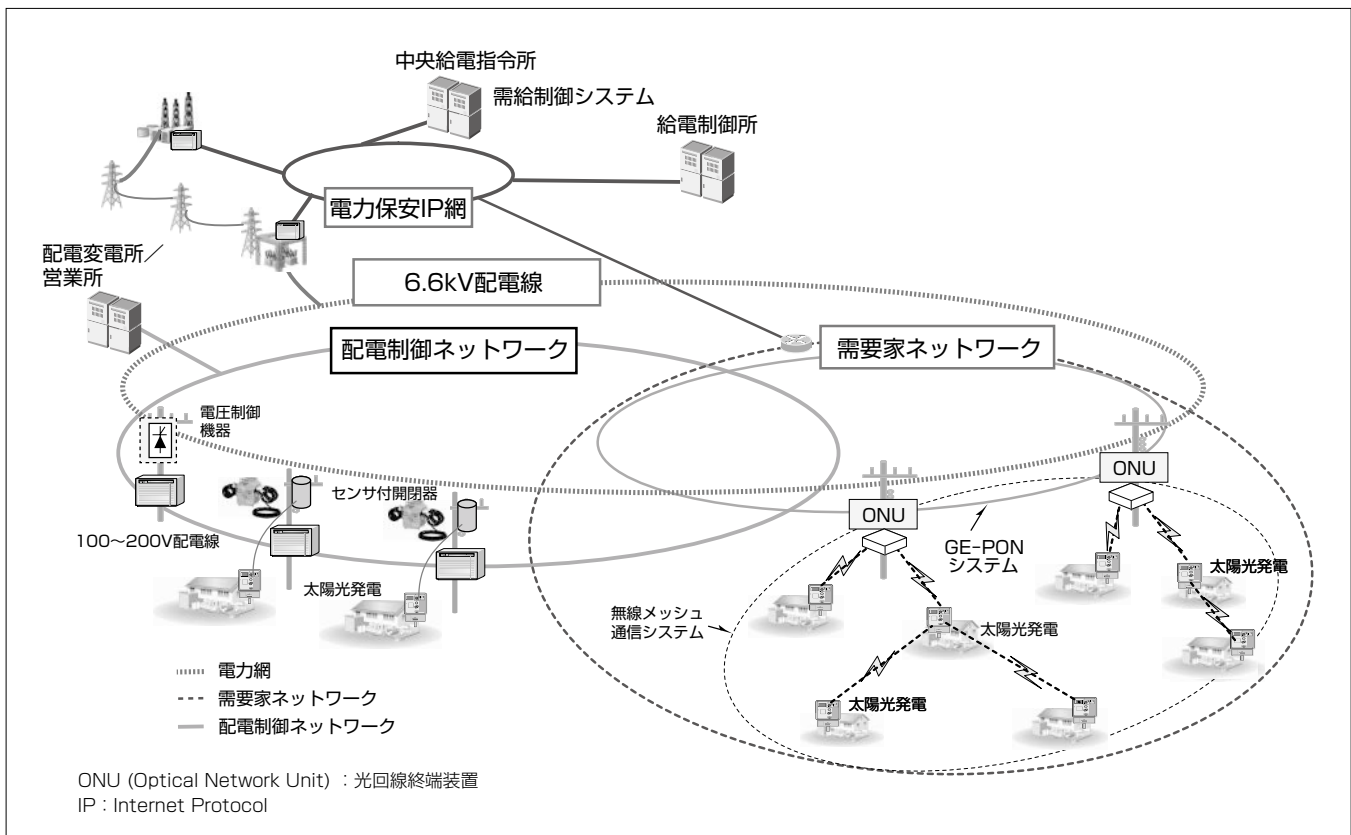 中央給電指令所
需給制御システム
給電制御所
電力保安IP網
配電変電所／
営業所
6.6kV配電線
配電制御ネットワーク
需要家ネットワーク
電圧制御
機器
センサ付開閉器
100～200V配電線
太陽光発電
ONU
ONU
GE-PON
システム
太陽光発電
無線メッシュ
通信システム
太陽光発電
太陽光発電
電力網
需要家ネットワーク
配電制御ネットワーク
ONU (Optical Network Unit) ：光回線終端装置
IP：Internet Protocol